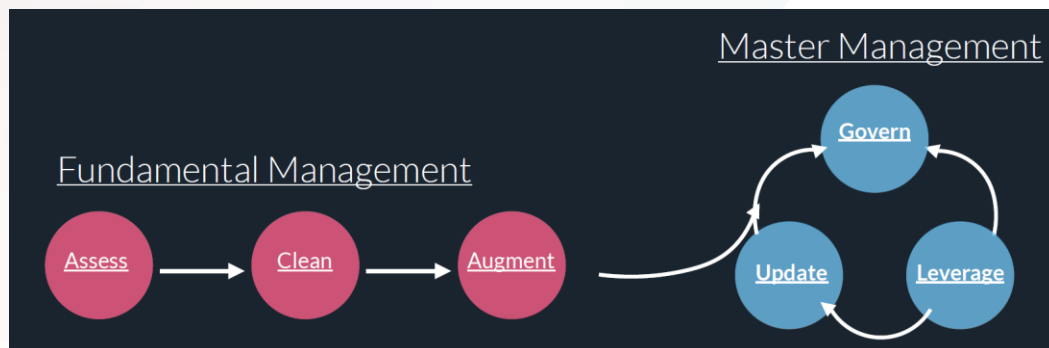 Master Management
Govern
Fundamental Management
Assess
Clean
Augment
Update
Leverage